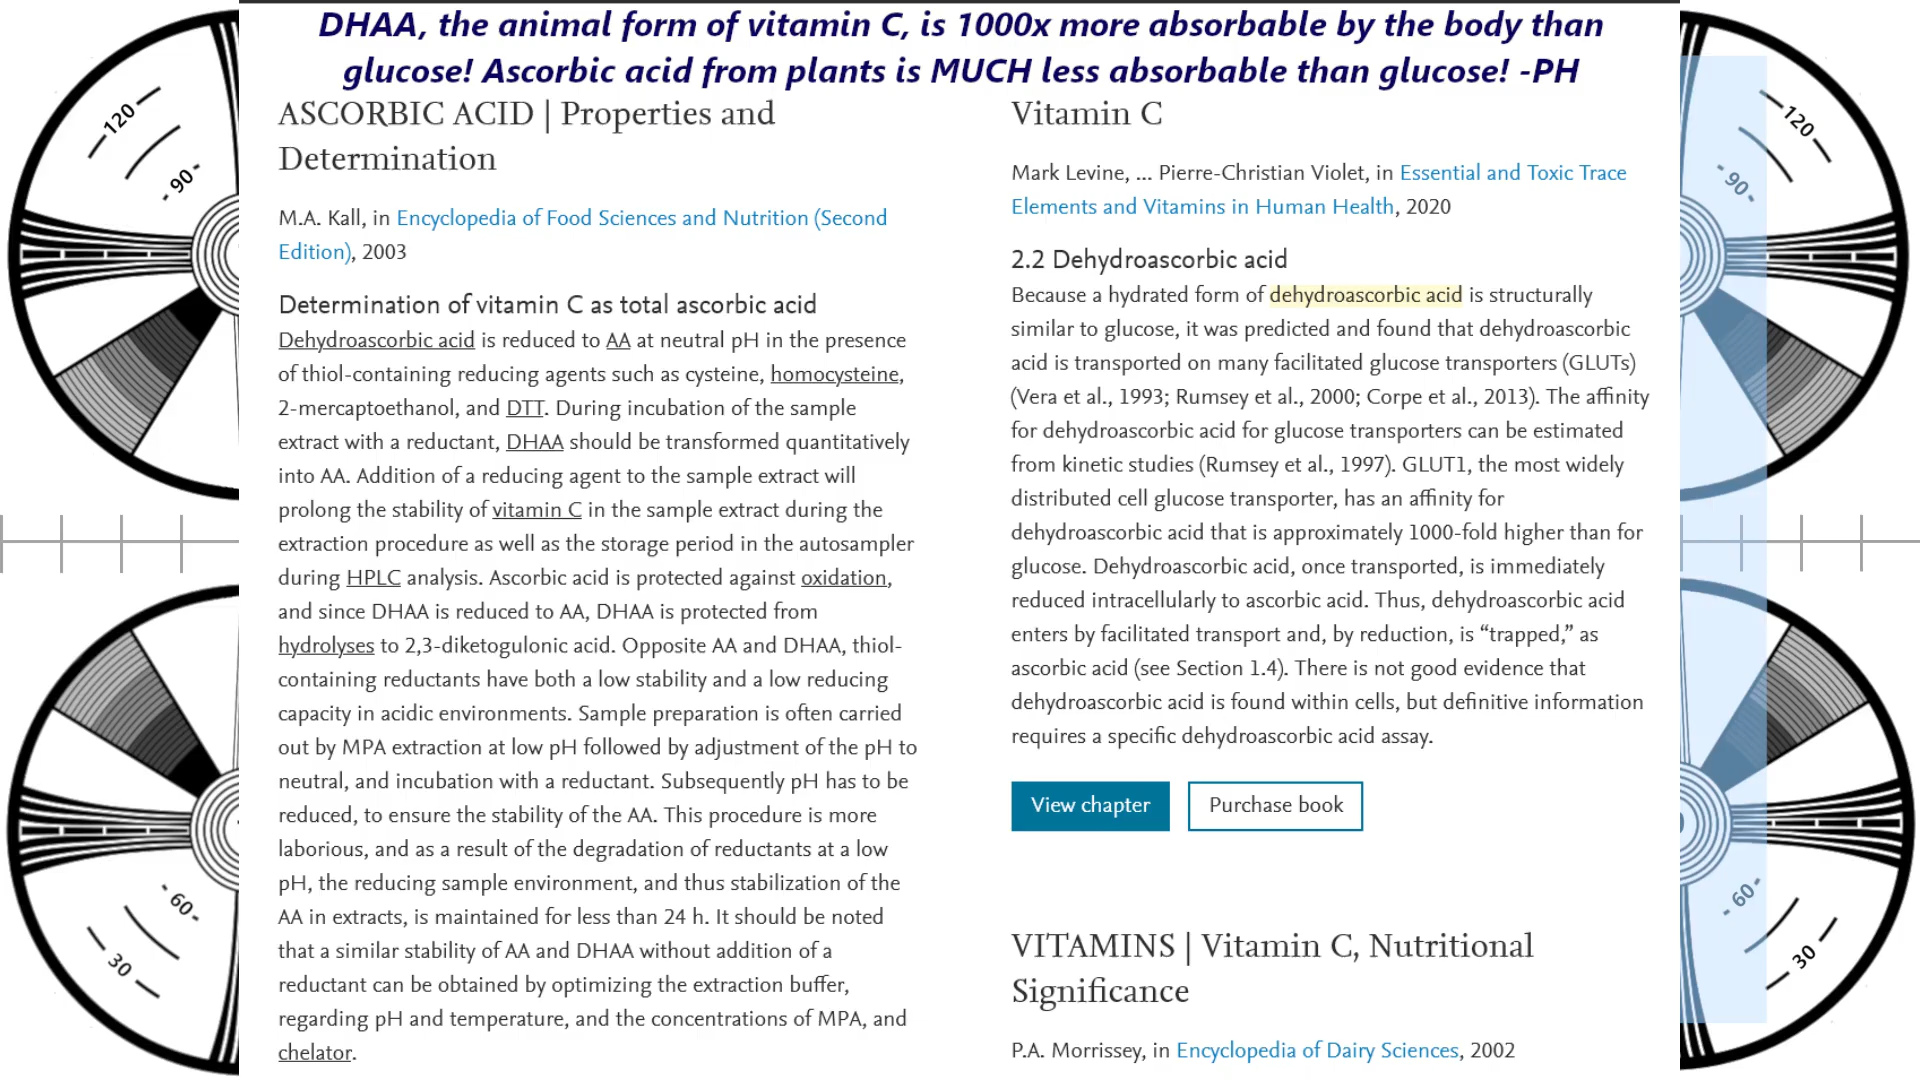 DHAA, the animal form of vitamin C, is 1000x more absorbable by the body than
glucose! Ascorbic acid from plants is MUCH less absorbable than glucose! -PH
ASCORBIC ACID | Properties and
Determination
M.A. Kall, in Encyclopedia of Food Sciences and Nutrition (Second
Edition), 2003
Determination of vitamin C as total ascorbic acid
Dehydroascorbic acid is reduced to AA at neutral pH in the presence
of thiol-containing reducing agents such as cysteine, homocysteine,
2-mercaptoethanol, and DTT. During incubation of the sample
extract with a reductant, DHAA should be transformed quantitatively
into AA. Addition of a reducing agent to the sample extract will
prolong the stability of vitamin C in the sample extract during the
extraction procedure as well as the storage period in the autosampler
during HPLC analysis. Ascorbic acid is protected against oxidation,
and since DHAA is reduced to AA, DHAA is protected from
hydrolyses to 2,3-diketogulonic acid. Opposite AA and DHAA, thiol-
containing reductants have both a low stability and a low reducing
capacity in acidic environments. Sample preparation is often carried
out by MPA extraction at low pH followed by adjustment of the pH to
neutral, and incubation with a reductant. Subsequently pH has to be
reduced, to ensure the stability of the AA. This procedure is more
laborious, and as a result of the degradation of reductants at a low
pH, the reducing sample environment, and thus stabilization of the
AA in extracts, is maintained for less than 24 h. It should be noted
that a similar stability of AA and DHAA without addition of a
reductant can be obtained by optimizing the extraction buffer,
regarding pH and temperature, and the concentrations of MPA, and
chelator.
Vitamin C
Mark Levine, ... Pierre-Christian Violet, in Essential and Toxic Trace
Elements and Vitamins in Human Health, 2020
2.2 Dehydroascorbic acid
Because a hydrated form of dehydroascorbic acid is structurally
similar to glucose, it was predicted and found that dehydroascorbic
acid is transported on many facilitated glucose transporters (GLUTs)
(Vera et al., 1993; Rumsey et al., 2000; Corpe et al., 2013). The affinity
for dehydroascorbic acid for glucose transporters can be estimated
from kinetic studies (Rumsey et al., 1997). GLUT1, the most widely
distributed cell glucose transporter, has an affinity for
dehydroascorbic acid that is approximately 1000-fold higher than for
glucose. Dehydroascorbic acid, once transported, is immediately
reduced intracellularly to ascorbic acid. Thus, dehydroascorbic acid
enters by facilitated transport and, by reduction, is “trapped,” as
ascorbic acid (see Section 1.4). There is not good evidence that
dehydroascorbic acid is found within cells, but definitive information
requires a specific dehydroascorbic acid assay.
View chapter
Purchase book
VITAMINS | Vitamin C, Nutritional
Significance
P.A. Morrissey, in Encyclopedia of Dairy Sciences, 2002
120
- 90 -
- 60 -
30
120
- 90 -
- 60 -
30